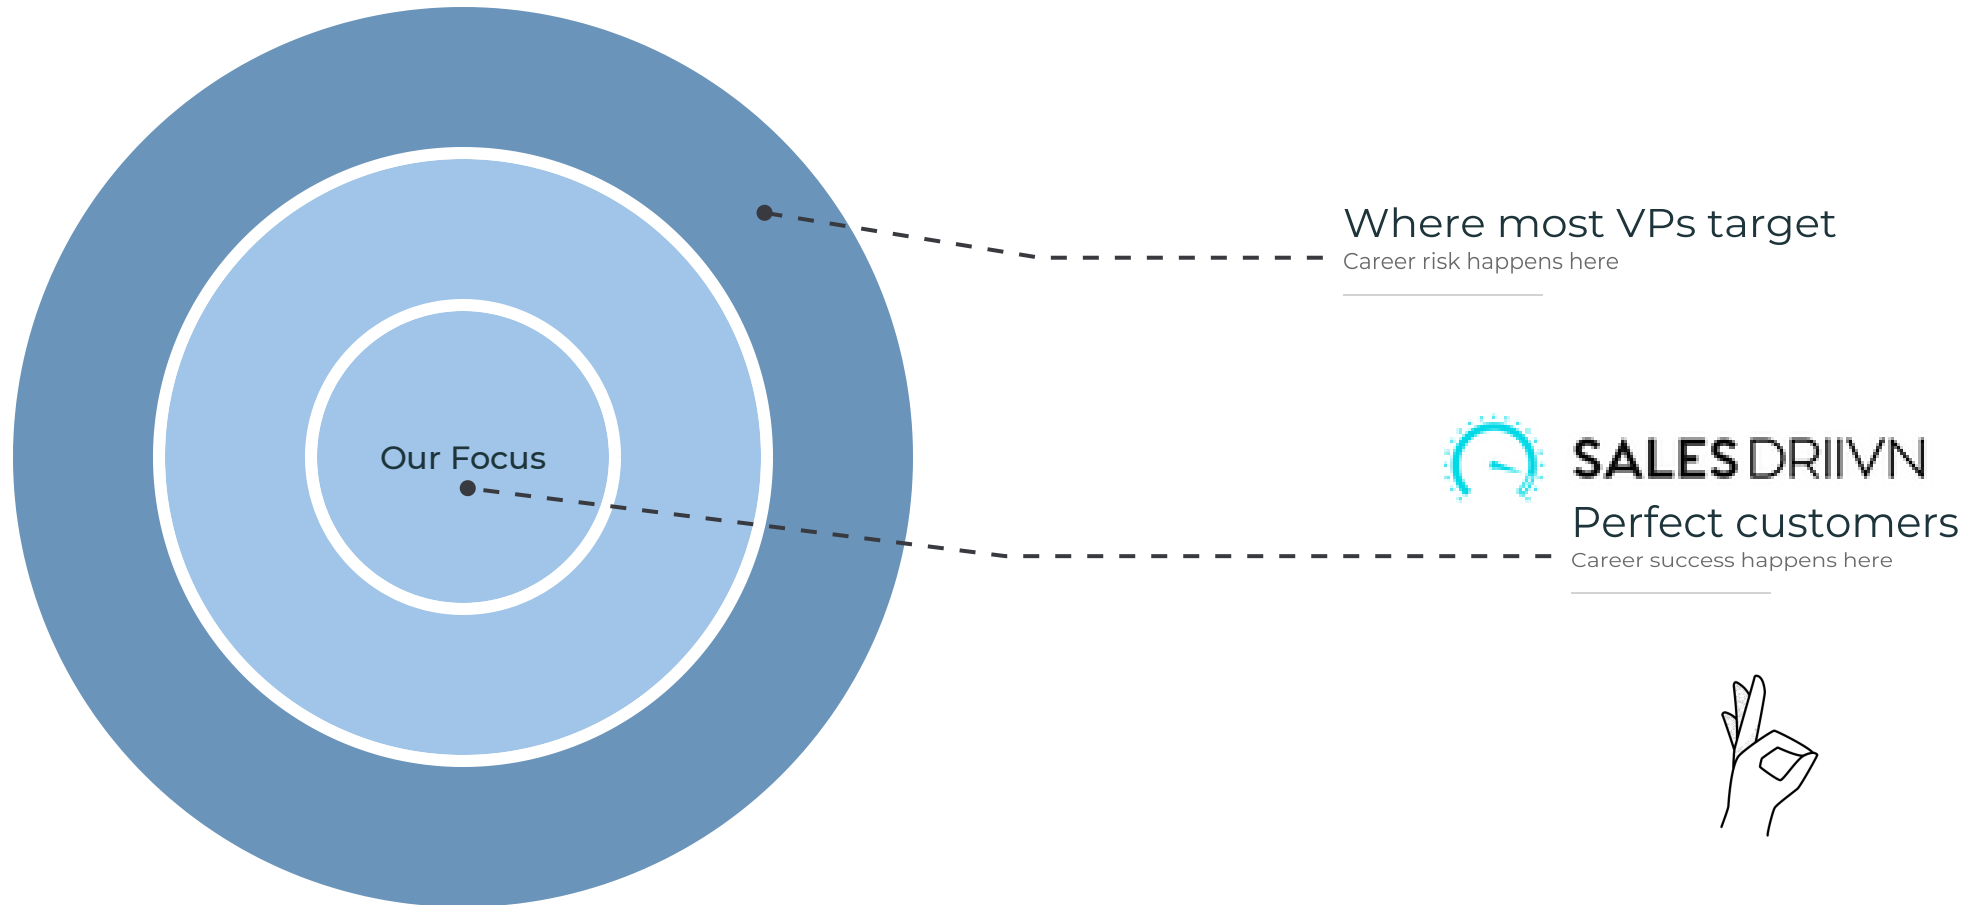 Where most VPs target
Career risk happens here
Our Focus
SALES DRIIVN
Perfect customers
Career success happens here